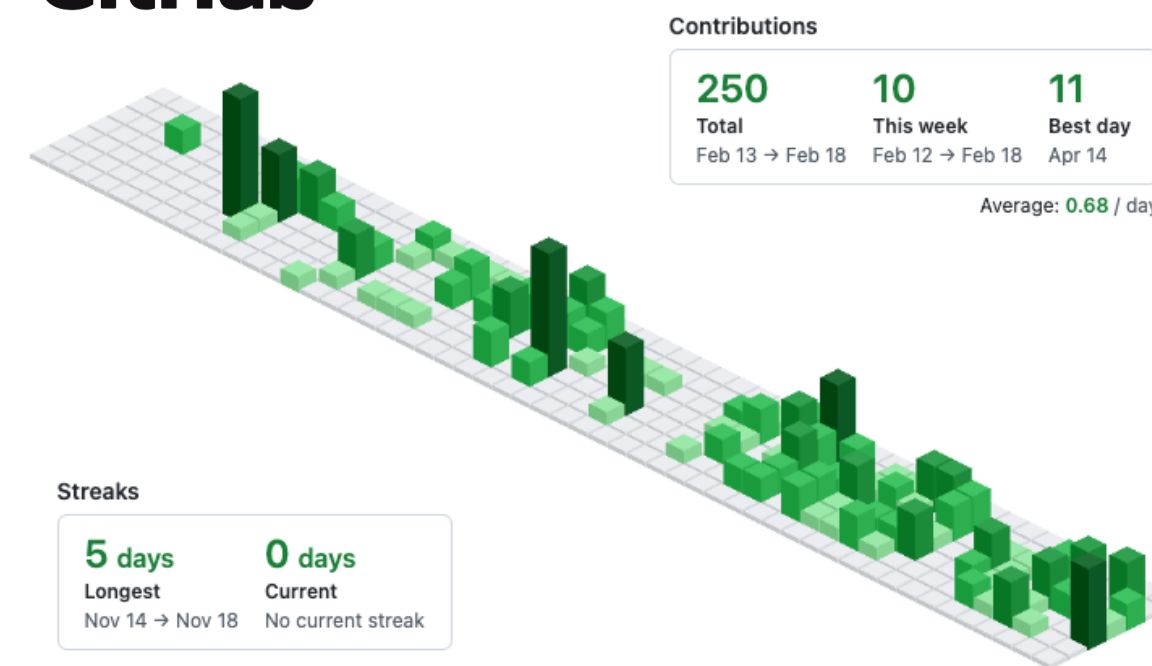 GitHub
Contributions
250 10 11
Total This week Best day
Feb 13 → Feb 18 Feb 12 → Feb 18 Apr 14
Average: 0.68 / day
Streaks
5 days 0 days
Longest Current
Nov 14 → Nov 18 No current streak